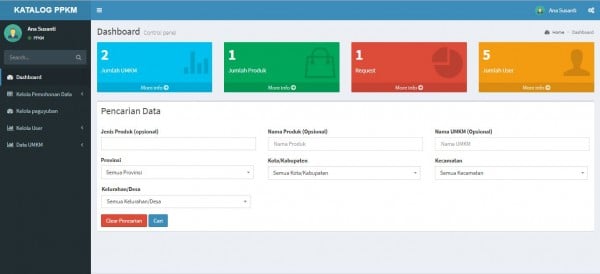 KATALOG PPKM
Ana Susanti
Ana Susanti
PPKM
Search...
Dashboard
Kelola Pemohonan Data
Kelola paguyuban
Kelola User
Data UMKM
Dashboard Control panel
Home > Dashboard
2
Jumlah UMKM
More info
1
Jumlah Produk
More info
1
Request
More info
5
Jumlah User
More info
Pencarian Data
Jenis Produk (opsional)
Nama Produk (Opsional)
Nama Produk
Nama UMKM (Opsional)
Nama UMKM
Provinsi
Semua Provinsi
Kota/Kabupaten
Semua Kota/Kabupaten
Kecamatan
Semua Kecamatan
Kelurahan/Desa
Semua Kelurahan/Desa
Clear Pencarian
Cari